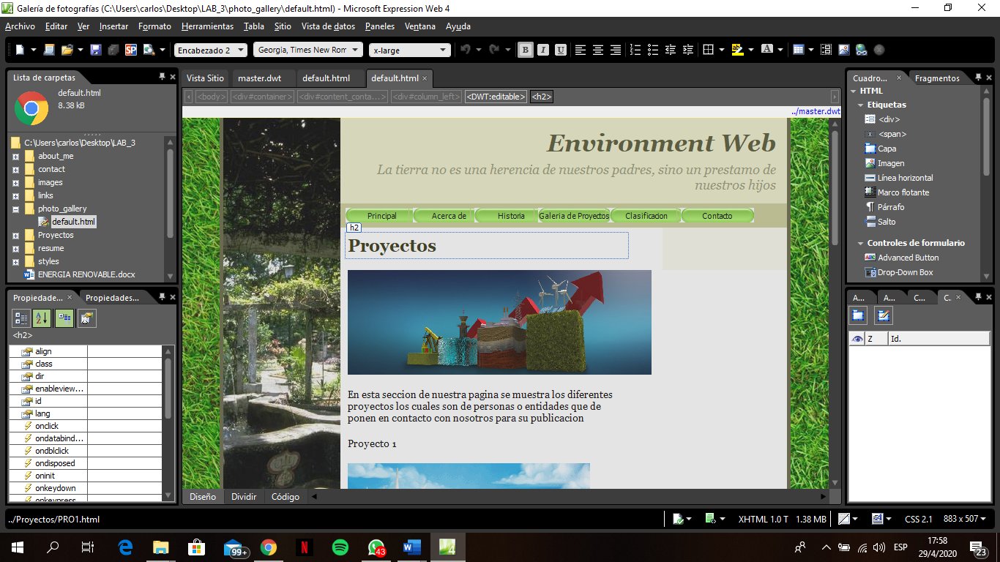 Galería de fotografías (C:\Users\carlos\Desktop\LAB_3\photo_gallery\default.html) - Microsoft Expression Web 4
Archivo Editar Ver Insertar Formato Herramientas Tabla Sitio Vista de datos Paneles Ventana Ayuda
SP Encabezado 2 Georgia, Times New Rom x-large B I U ab A
Lista de carpetas
default.html
8.38 kB
C:\Users\carlos\Desktop\LAB_3
about_me
contact
images
links
photo_gallery
default.html
Proyectos
resume
styles
ENERGIA RENOVABLE.docx
Propiedade... Propiedades...
<h2>
align
class
dir
enableview...
id
lang
onclick
ondatabind...
ondblclick
ondisposed
oninit
onkeydown
onkeypress
Vista Sitio master.dwt default.html default.html
<body> <div#container> <div#content_conta...> <div#column_left> <DWT:editable> <h2>
../master.dwt
Environment Web
La tierra no es una herencia de nuestros padres, sino un prestamo de
nuestros hijos
Principal Acerca de Historia Galeria de Proyectos Clasificacion Contacto
h2
Proyectos
En esta seccion de nuestra pagina se muestra los diferentes
proyectos los cuales son de personas o entidades que de
ponen en contacto con nosotros para su publicacion
Proyecto 1
Diseño Dividir Código
Cuadro... Fragmentos
HTML
Etiquetas
<div>
<span>
Capa
Imagen
Línea horizontal
Marco flotante
Párrafo
Salto
Controles de formulario
Advanced Button
Drop-Down Box
A... A... C... C.
Z Id.
../Proyectos/PRO1.html XHTML 1.0 T 1.38 MB CSS 2.1 883 x 507
99+ N 43 W 4 ESP 17:58
29/4/2020 23